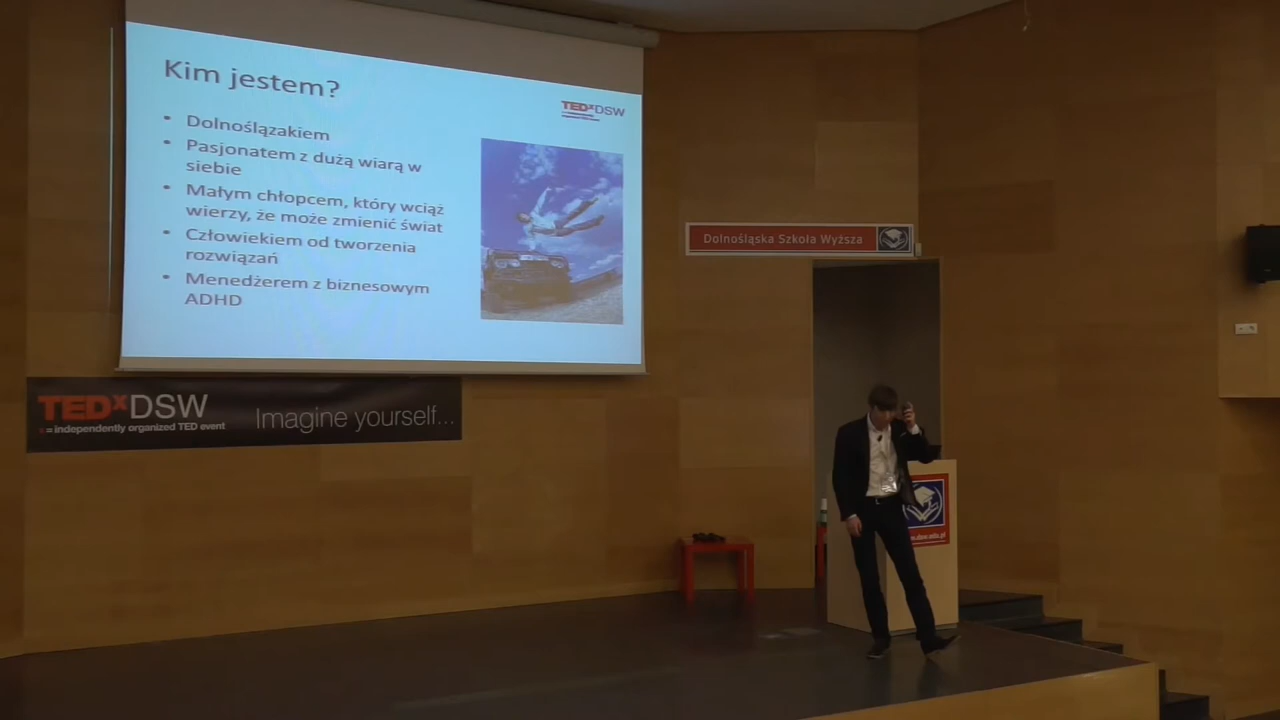 Kim jestem?
TEDxDSW
• Dolnoślązakiem
• Pasjonatem z dużą wiarą w
siebie
• Małym chłopcem, który wciąż
wierzy, że może zmienić świat
• Człowiekiem od tworzenia
rozwiązań
• Menedżerem z biznesowym
ADHD
Dolnośląska Szkoła Wyższa
TEDxDSW
x = independently organized TED event
Imagine yourself...